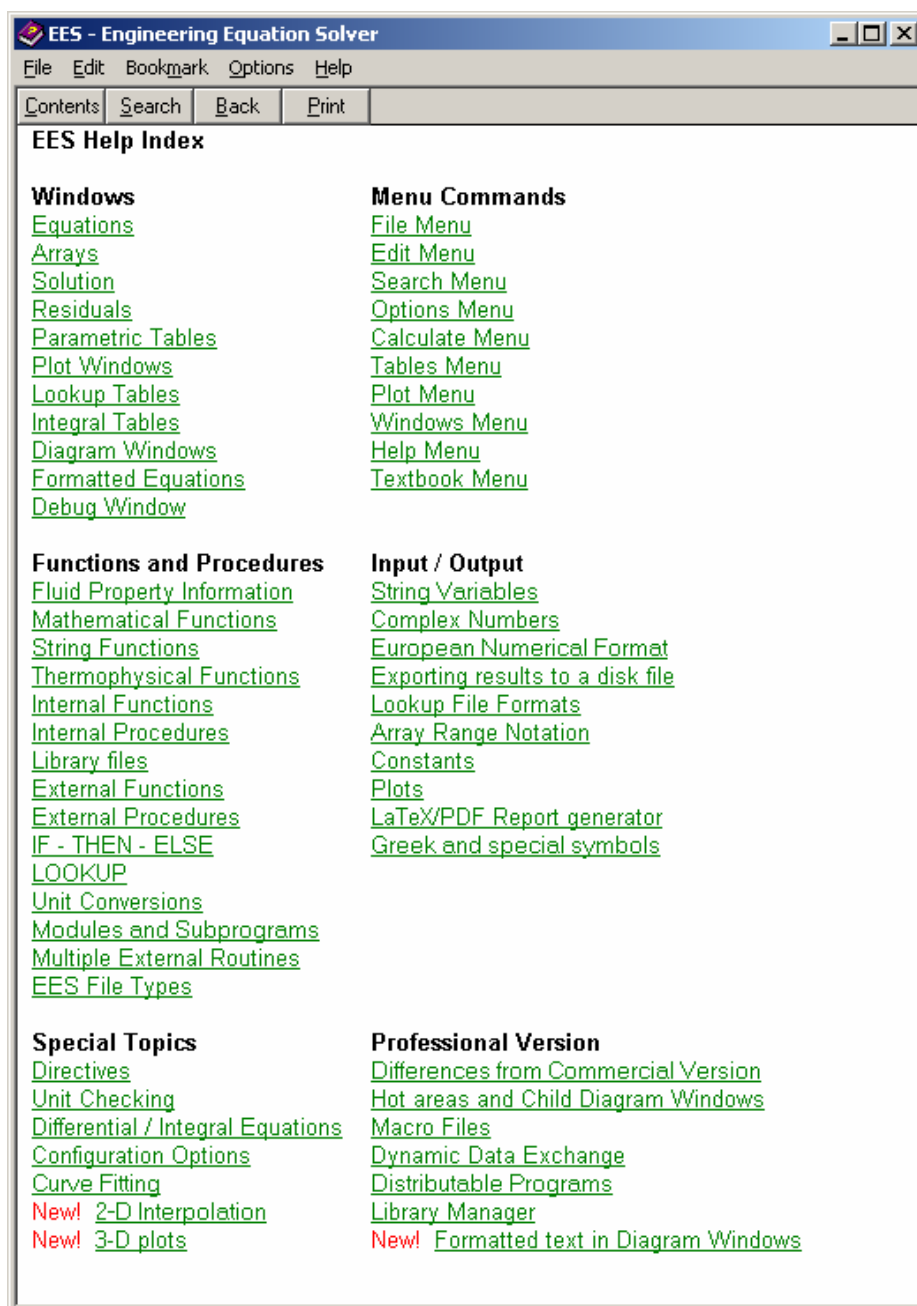 EES - Engineering Equation Solver
File Edit Bookmark Options Help
Contents Search Back Print
EES Help Index
Windows
Equations
Arrays
Solution
Residuals
Parametric Tables
Plot Windows
Lookup Tables
Integral Tables
Diagram Windows
Formatted Equations
Debug Window
Menu Commands
File Menu
Edit Menu
Search Menu
Options Menu
Calculate Menu
Tables Menu
Plot Menu
Windows Menu
Help Menu
Textbook Menu
Functions and Procedures
Fluid Property Information
Mathematical Functions
String Functions
Thermophysical Functions
Internal Functions
Internal Procedures
Library files
External Functions
External Procedures
IF - THEN - ELSE
LOOKUP
Unit Conversions
Modules and Subprograms
Multiple External Routines
EES File Types
Input / Output
String Variables
Complex Numbers
European Numerical Format
Exporting results to a disk file
Lookup File Formats
Array Range Notation
Constants
Plots
LaTeX/PDF Report generator
Greek and special symbols
Special Topics
Directives
Unit Checking
Differential / Integral Equations
Configuration Options
Curve Fitting
New! 2-D Interpolation
New! 3-D plots
Professional Version
Differences from Commercial Version
Hot areas and Child Diagram Windows
Macro Files
Dynamic Data Exchange
Distributable Programs
Library Manager
New! Formatted text in Diagram Windows